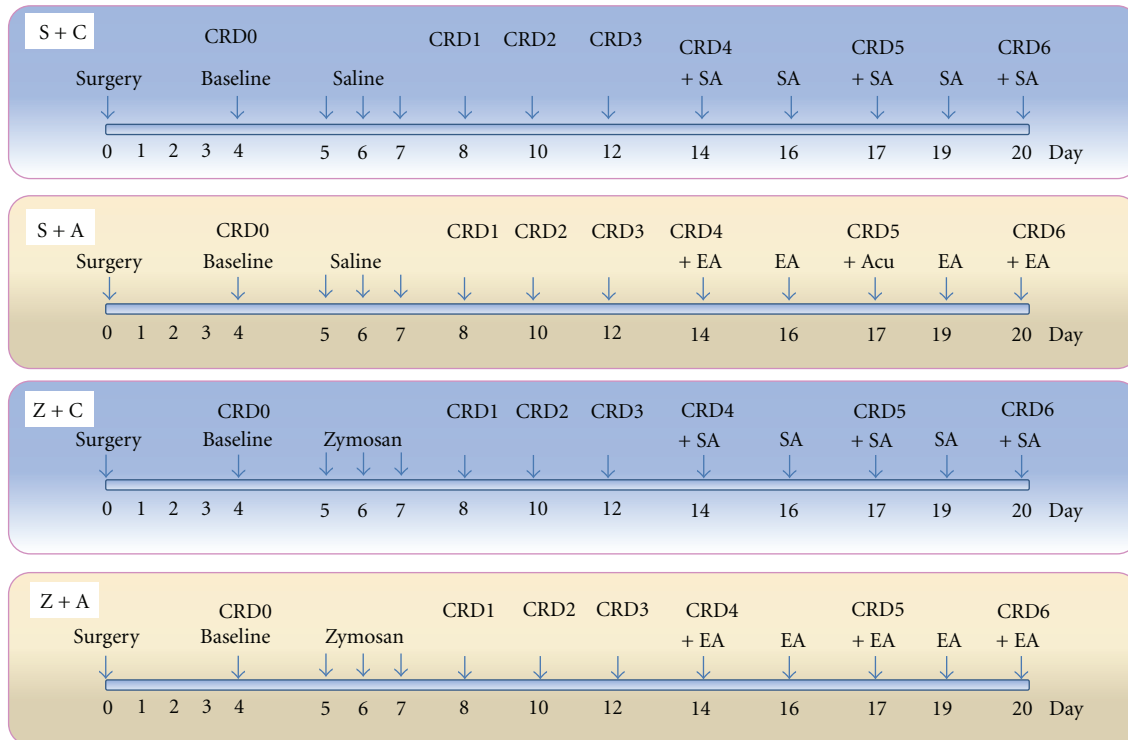 S + C
CRD0 CRD1 CRD2 CRD3 CRD4 CRD5 CRD6
Surgery Baseline Saline + SA SA + SA SA + SA
0 1 2 3 4 5 6 7 8 10 12 14 16 17 19 20 Day
S + A
CRD0 CRD1 CRD2 CRD3 CRD4 CRD5 CRD6
Surgery Baseline Saline + EA EA + Acu EA + EA
0 1 2 3 4 5 6 7 8 10 12 14 16 17 19 20 Day
Z + C
CRD0 CRD1 CRD2 CRD3 CRD4 CRD5 CRD6
Surgery Baseline Zymosan + SA SA + SA SA + SA
0 1 2 3 4 5 6 7 8 10 12 14 16 17 19 20 Day
Z + A
CRD0 CRD1 CRD2 CRD3 CRD4 CRD5 CRD6
Surgery Baseline Zymosan + EA EA + EA EA + EA
0 1 2 3 4 5 6 7 8 10 12 14 16 17 19 20 Day